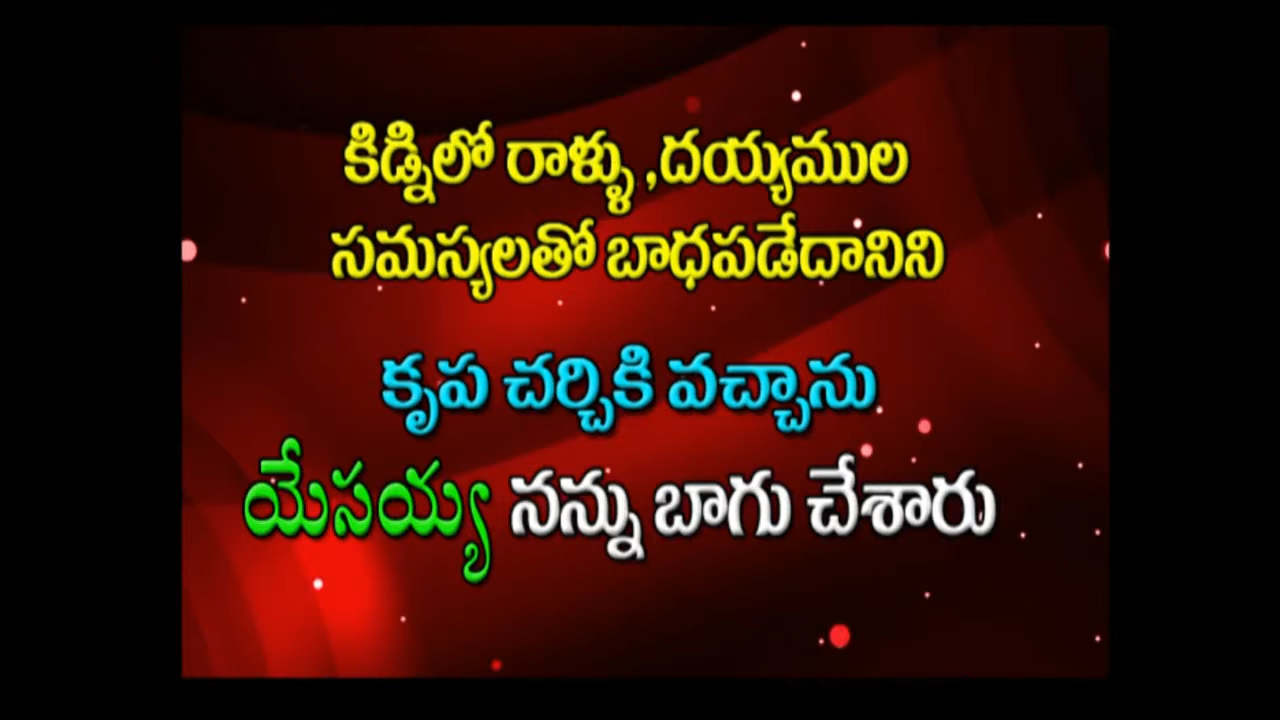 కిడ్నిలో రాళ్ళు ,దయ్యముల
సమస్యలతో బాధపడేదానిని
కృప చర్చికి వచ్చాను
యేసయ్య నన్ను బాగు చేశారు